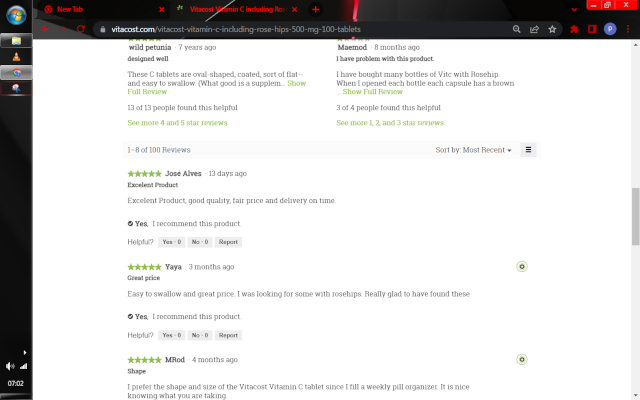 New Tab
Vitacost Vitamin C including Ros
vitacost.com/vitacost-vitamin-c-including-rose-hips-500-mg-100-tablets
wild petunia · 7 years ago
Maemod · 8 months ago
designed well
I have problem with this product.
These C tablets are oval-shaped, coated, sort of flat--
and easy to swallow. (What good is a supplem... Show
Full Review
I have bought many bottles of Vitc with Rosehip.
When I opened each bottle each capsule has a brown
... Show Full Review
13 of 13 people found this helpful
3 of 4 people found this helpful
See more 4 and 5 star reviews
See more 1, 2, and 3 star reviews
1–8 of 100 Reviews
Sort by: Most Recent
José Alves · 13 days ago
Excelent Product
Excelent Product, good quality, fair price and delivery on time.
Yes, I recommend this product.
Helpful? Yes · 0 No · 0 Report
Yaya · 3 months ago
Great price
Easy to swallow and great price. I was looking for some with rosehips. Really glad to have found these
Yes, I recommend this product.
Helpful? Yes · 0 No · 0 Report
MRod · 4 months ago
Shape
I prefer the shape and size of the Vitacost Vitamin C tablet since I fill a weekly pill organizer. It is nice
knowing what you are taking.
07:02
P